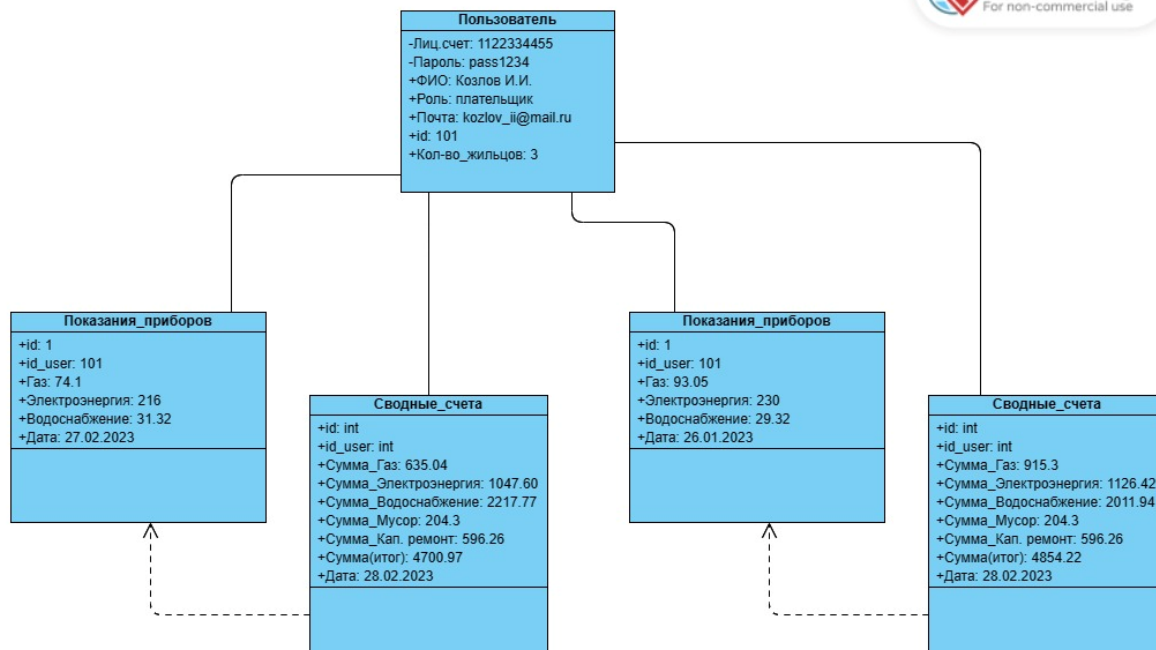 For non-commercial use
Пользователь
-Лиц.счет: 1122334455
-Пароль: pass1234
+ФИО: Козлов И.И.
+Роль: плательщик
+Почта: kozlov_ii@mail.ru
+id: 101
+Кол-во_жильцов: 3
Показания_приборов
+id: 1
+id_user: 101
+Газ: 74.1
+Электроэнергия: 216
+Водоснабжение: 31.32
+Дата: 27.02.2023
Сводные_счета
+id: int
+id_user: int
+Сумма_Газ: 635.04
+Сумма_Электроэнергия: 1047.60
+Сумма_Водоснабжение: 2217.77
+Сумма_Мусор: 204.3
+Сумма_Кап. ремонт: 596.26
+Сумма(итог): 4700.97
+Дата: 28.02.2023
Показания_приборов
+id: 1
+id_user: 101
+Газ: 93.05
+Электроэнергия: 230
+Водоснабжение: 29.32
+Дата: 26.01.2023
Сводные_счета
+id: int
+id_user: int
+Сумма_Газ: 915.3
+Сумма_Электроэнергия: 1126.42
+Сумма_Водоснабжение: 2011.94
+Сумма_Мусор: 204.3
+Сумма_Кап. ремонт: 596.26
+Сумма(итог): 4854.22
+Дата: 28.02.2023